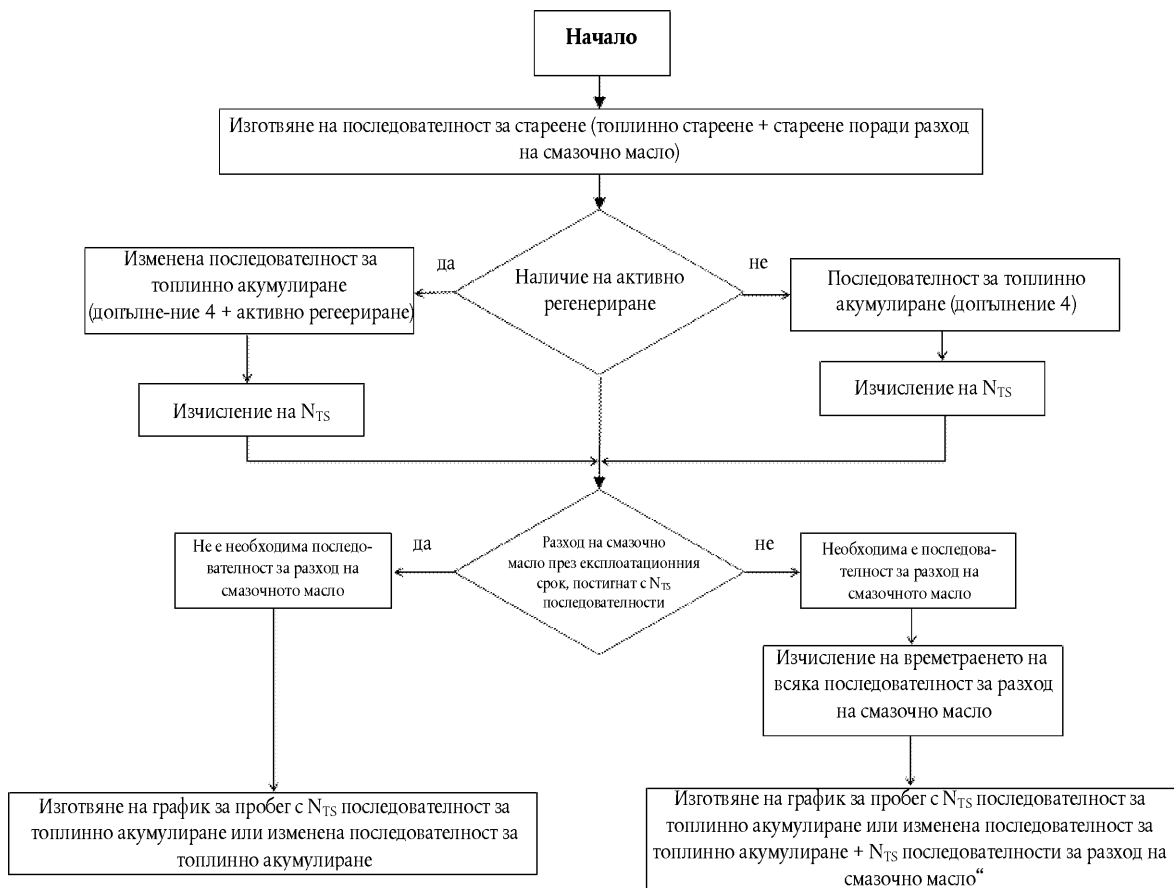 Начало
Изготвяне на последователност за стареене (топлинно стареене + стареене поради разход
на смазочно масло)
Изменена последователност за
топлинно акумулиране
(допълне-ние 4 + активно регеериране)
да
Наличие на активно
регенериране
не
Последователност за топлинно
акумулиране (допълнение 4)
Изчисление на NTS
Изчисление на NTS
Не е необходима последо-
вателност за разход на
смазочното масло
да
Разход на смазочно
масло през експлоатационния
срок, постигнат с NTS
последователности
не
Необходима е последова-
телност за разход на
смазочното масло
Изчисление на времетраенето на
всяка последователност за разход
на смазочно масло
Изготвяне на график за пробег с NTS последователност за
топлинно акумулиране или изменена последователност за
топлинно акумулиране
Изготвяне на график за пробег с NTS последователност за
топлинно акумулиране или изменена последователност за
топлинно акумулиране + NTS последователности за разход на
смазочно масло“